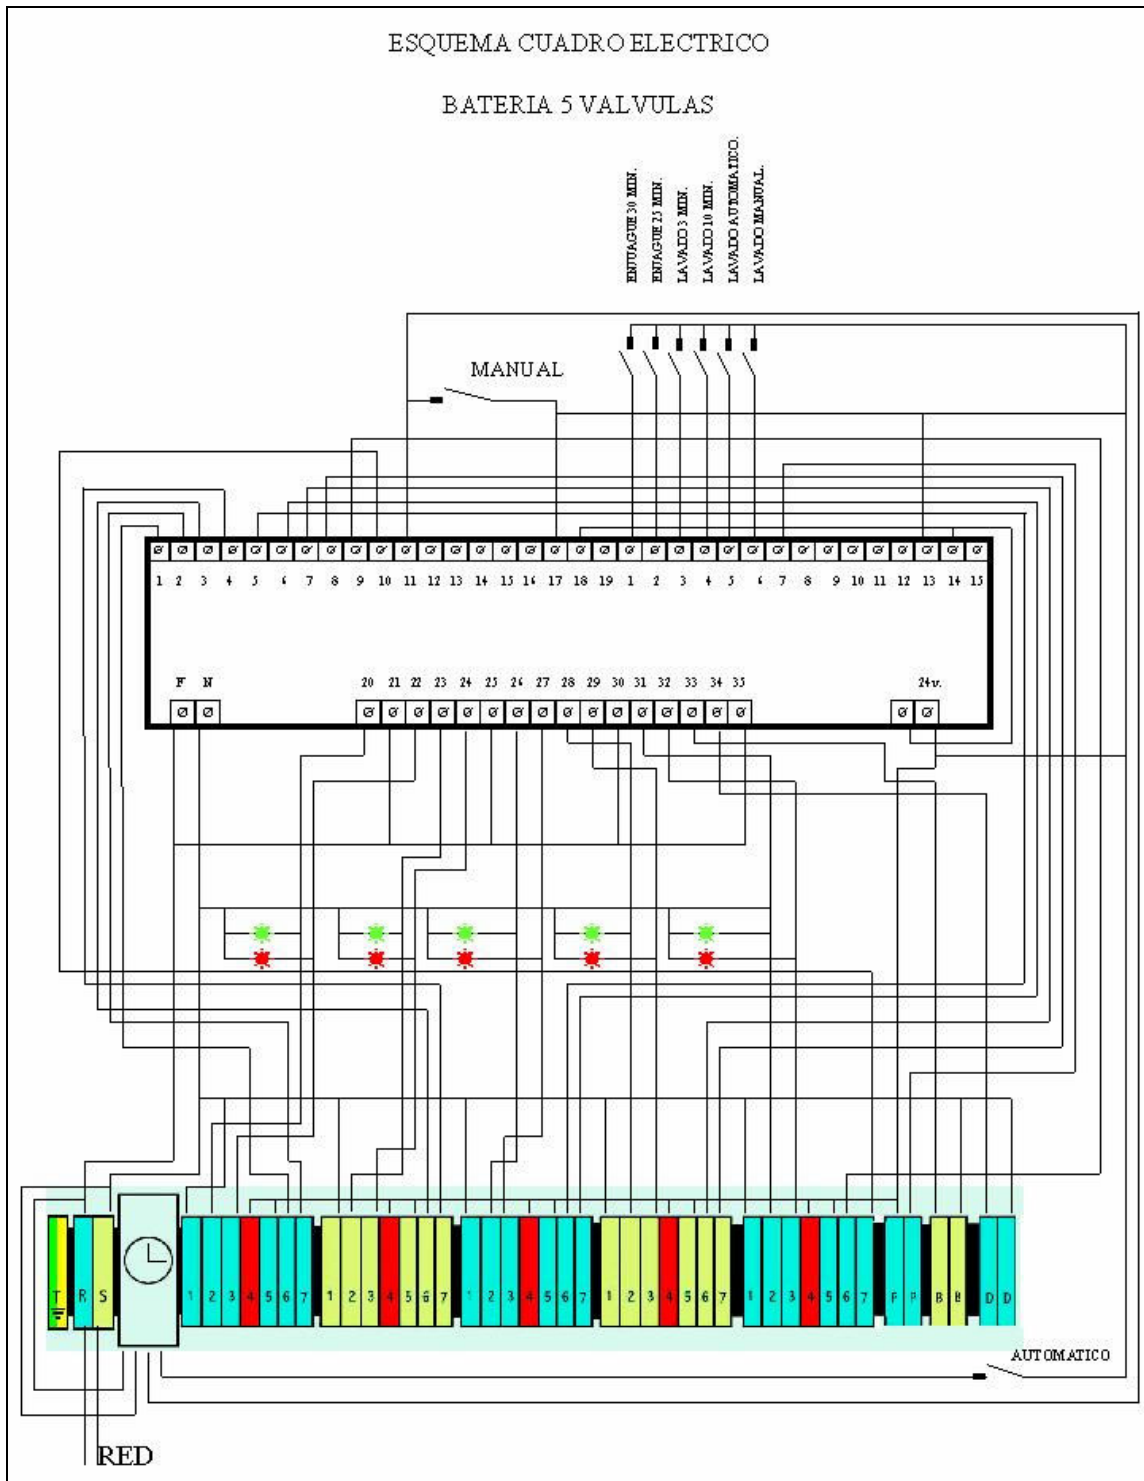 ESQUEMA CUADRO ELECTRICO
BATERIA 5 VALVULAS
ENJUAGUE 30 MIN.
ENJAGUE 25 MIN.
LAVADO 3 MIN.
LAVADO 10 MIN.
LAVADO AUTOMATICO.
LAVADO MANUAL.
MANUAL
1 2 3 4 5 6 7 8 9 10 11 12 13 14 15 16 17 18 19 1 2 3 4 5 6 7 8 9 10 11 12 13 14 15
F N 20 21 22 23 24 25 26 27 28 29 30 31 32 33 34 35 24v.
T R S 1 2 3 4 5 6 7 1 2 3 4 5 6 7 1 2 3 4 5 6 7 1 2 3 4 5 6 7 1 2 3 4 5 6 7 P P B B D D
AUTOMATICO
RED